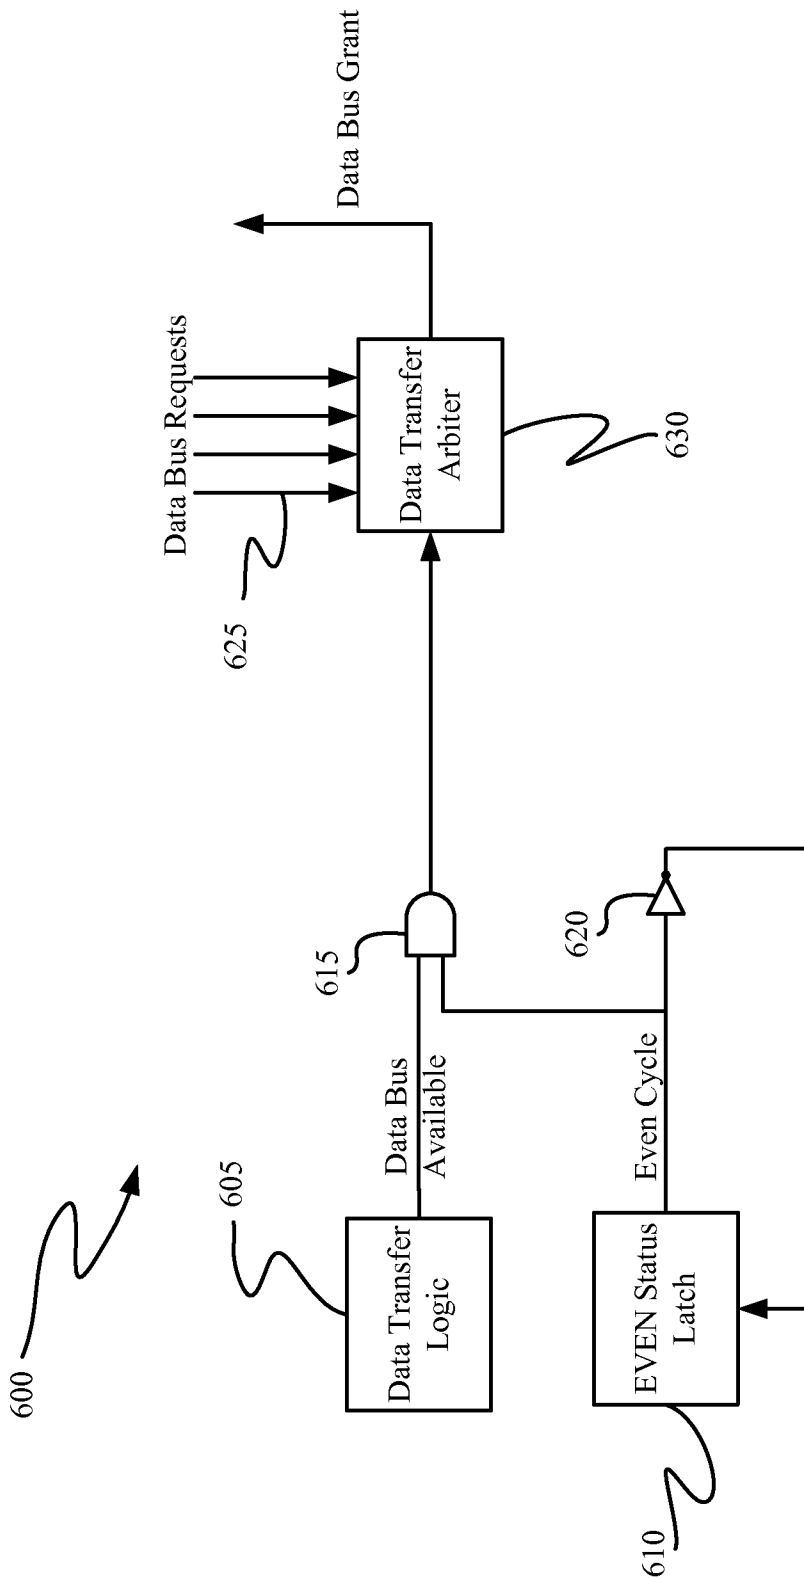 600
605
Data Transfer
Logic
Data Bus
Available
615
625
Data Bus Requests
Data Transfer
Arbiter
630
Data Bus Grant
610
EVEN Status
Latch
Even Cycle
620